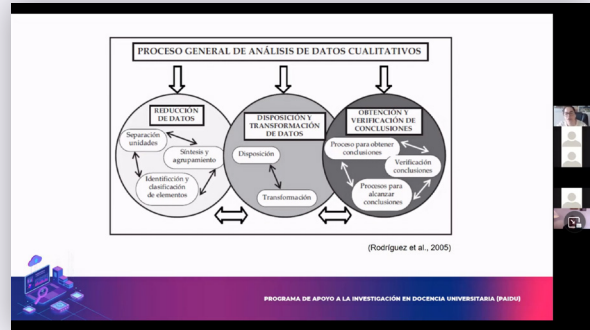 PROCESO GENERAL DE ANÁLISIS DE DATOS CUALITATIVOS
REDUCCIÓN
DE DATOS
Separación
unidades
Síntesis y
agrupamiento
Identificción y
clasificación
de elementos
DISPOSICIÓN Y
TRANSFORMACIÓN
DE DATOS
Disposición
Transformación
OBTENCIÓN Y
VERIFICACIÓN DE
CONCLUSIONES
Proceso para obtener
conclusiones
Verificación
conclusiones
Procesos para
alcanzar
conclusiones
(Rodríguez et al., 2005)
PROGRAMA DE APOYO A LA INVESTIGACIÓN EN DOCENCIA UNIVERSITARIA (PAIDU)